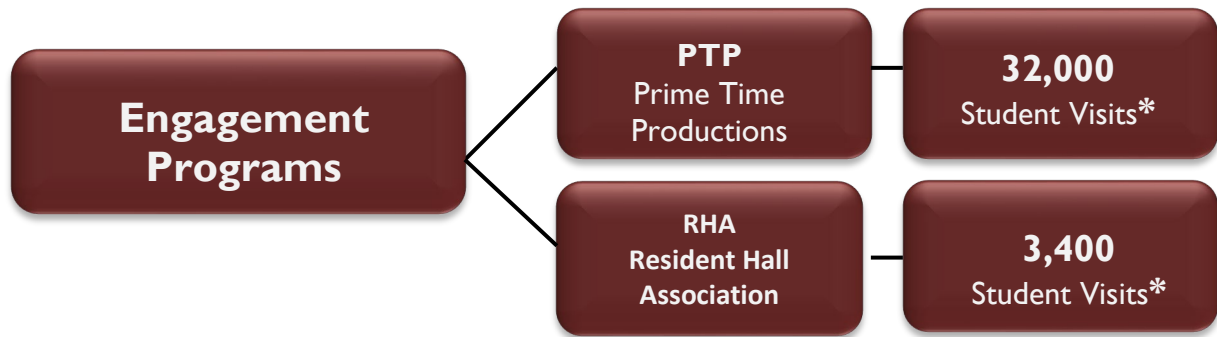 Engagement
Programs
PTP
Prime Time
Productions
32,000
Student Visits*
RHA
Resident Hall
Association
3,400
Student Visits*